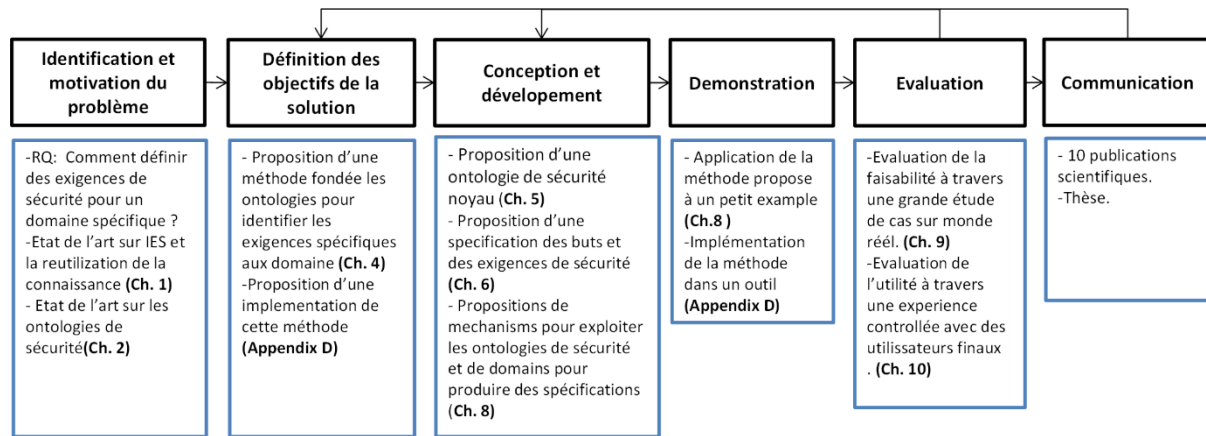 Identification et
motivation du
problème
Définition des
objectifs de la
solution
Conception et
dévelopement
Demonstration
Evaluation
Communication
-RQ: Comment définir
des exigences de
sécurité pour un
domaine spécifique ?
-Etat de l'art sur IES et
la reutilization de la
connaissance (Ch. 1)
- Etat de l'art sur les
ontologies de
sécurité(Ch. 2)
- Proposition d'une
méthode fondée les
ontologies pour
identifier les
exigences spécifiques
aux domaine (Ch. 4)
-Proposition d'une
implementation de
cette méthode
(Appendix D)
- Proposition d'une
ontologie de sécurité
noyau (Ch. 5)
- Proposition d'une
specification des buts et
des exigences de sécurité
(Ch. 6)
- Propositions de
mechanisms pour exploiter
les ontologies de sécurité
et de domains pour
produire des spécifications
(Ch. 8)
- Application de la
méthode propose
à un petit example
(Ch.8 )
-Implémentation
de la méthode
dans un outil
(Appendix D)
-Evaluation de la
faisabilité à travers
une grande étude
de cas sur monde
réél. (Ch. 9)
-Evaluation de
l'utilité à travers
une experience
controllée avec des
utilisateurs finaux
. (Ch. 10)
- 10 publications
scientifiques.
-Thèse.